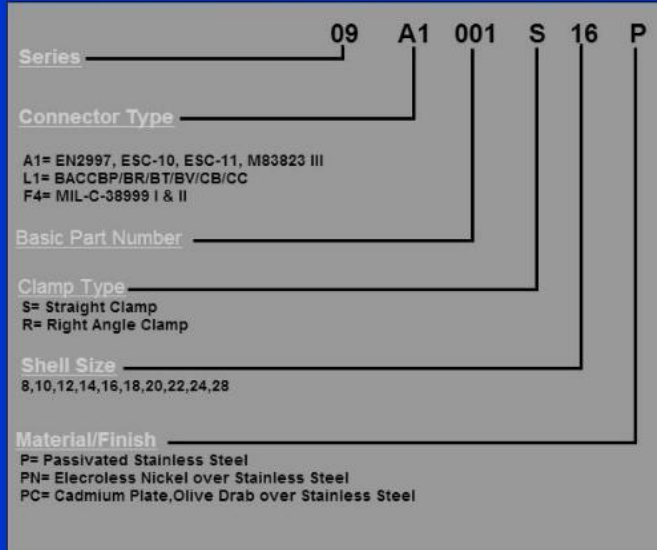 09 A1 001 S 16 P
Series
Connector Type
A1= EN2997, ESC-10, ESC-11, M83823 III
L1= BACCBP/BR/BT/BV/CB/CC
F4= MIL-C-38999 I & II
Basic Part Number
Clamp Type
S= Straight Clamp
R= Right Angle Clamp
Shell Size
8,10,12,14,16,18,20,22,24,28
Material/Finish
P= Passivated Stainless Steel
PN= Elecroless Nickel over Stainless Steel
PC= Cadmium Plate,Olive Drab over Stainless Steel